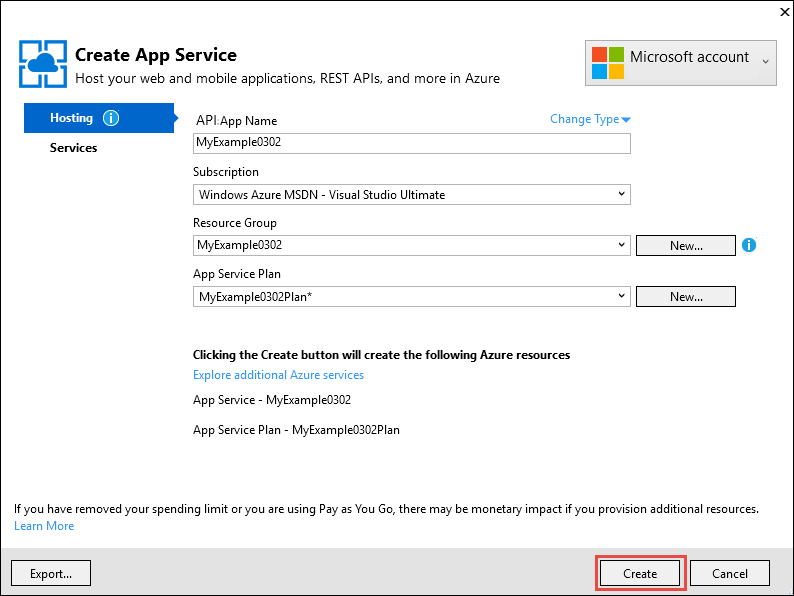 Create App Service
Host your web and mobile applications, REST APIs, and more in Azure
Microsoft account
Hosting
Services
API App Name
Change Type
MyExample0302
Subscription
Windows Azure MSDN - Visual Studio Ultimate
Resource Group
MyExample0302
New...
App Service Plan
MyExample0302Plan*
New...
Clicking the Create button will create the following Azure resources
Explore additional Azure services
App Service - MyExample0302
App Service Plan - MyExample0302Plan
If you have removed your spending limit or you are using Pay as You Go, there may be monetary impact if you provision additional resources.
Learn More
Export...
Create
Cancel